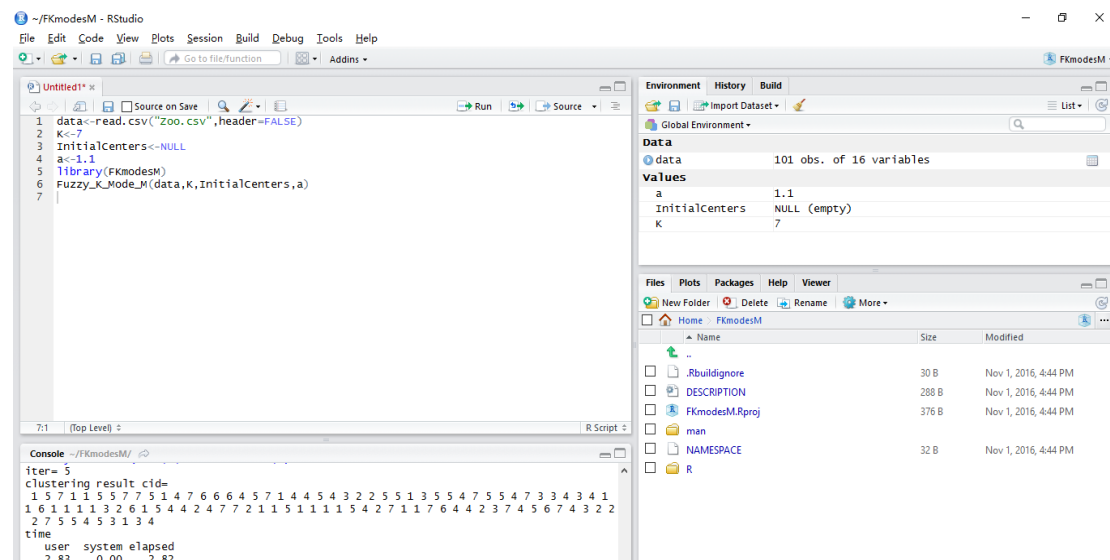 ~/FKmodesM - RStudio
File Edit Code View Plots Session Build Debug Tools Help
Go to file/function Addins
FKmodesM
Untitled1*
Source on Save Run Source
1 data<-read.csv("Zoo.csv",header=FALSE)
2 K<-7
3 InitialCenters<-NULL
4 a<-1.1
5 library(FKmodesM)
6 Fuzzy_K_Mode_M(data,K,InitialCenters,a)
7
7:1 (Top Level) R Script
Console ~/FKmodesM/
iter= 5
clustering result cid=
1 5 7 1 1 5 5 7 7 5 1 4 7 6 6 6 4 5 7 1 4 4 5 4 3 2 2 5 5 1 3 5 5 4 7 5 5 4 7 3 3 4 3 4 1
1 6 1 1 1 1 3 2 6 1 5 4 4 2 4 7 7 2 1 1 5 1 1 1 1 5 4 2 7 1 1 7 6 4 4 2 3 7 4 5 6 7 4 3 2 2
2 7 5 5 4 5 3 1 3 4
time
user system elapsed
2.83 0.00 2.82
Environment History Build
Import Dataset List
Global Environment
Data
data 101 obs. of 16 variables
Values
a 1.1
InitialCenters NULL (empty)
K 7
Files Plots Packages Help Viewer
New Folder Delete Rename More
Home FKmodesM
Name Size Modified
..
.Rbuildignore 30 B Nov 1, 2016, 4:44 PM
DESCRIPTION 288 B Nov 1, 2016, 4:44 PM
FKmodesM.Rproj 376 B Nov 1, 2016, 4:44 PM
man
NAMESPACE 32 B Nov 1, 2016, 4:44 PM
R